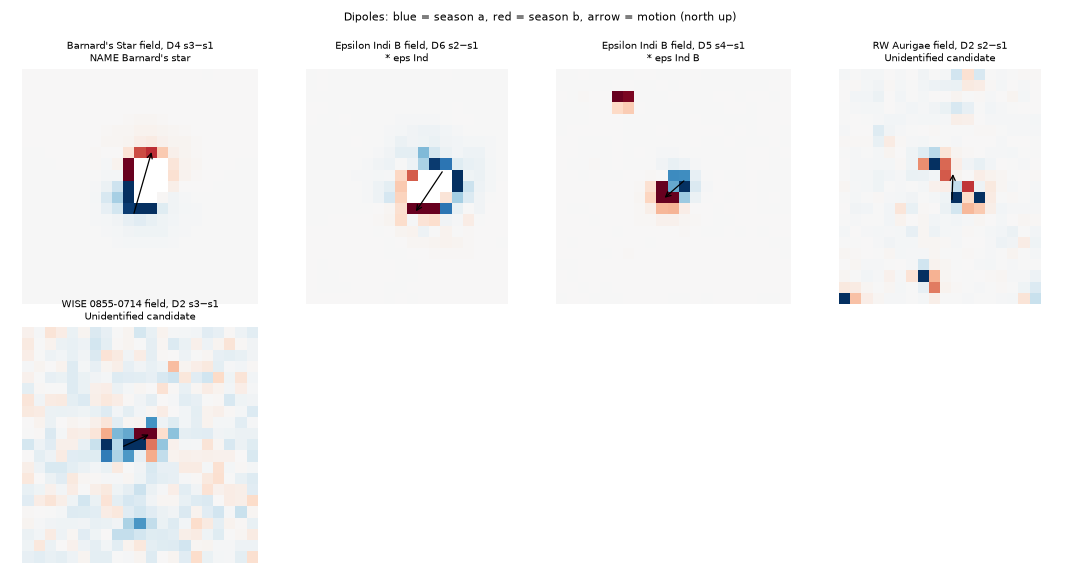 Dipoles: blue = season a, red = season b, arrow = motion (north up)
Barnard's Star field, D4 s3−s1
NAME Barnard's star
Epsilon Indi B field, D6 s2−s1
* eps Ind
Epsilon Indi B field, D5 s4−s1
* eps Ind B
RW Aurigae field, D2 s2−s1
Unidentified candidate
WISE 0855-0714 field, D2 s3−s1
Unidentified candidate